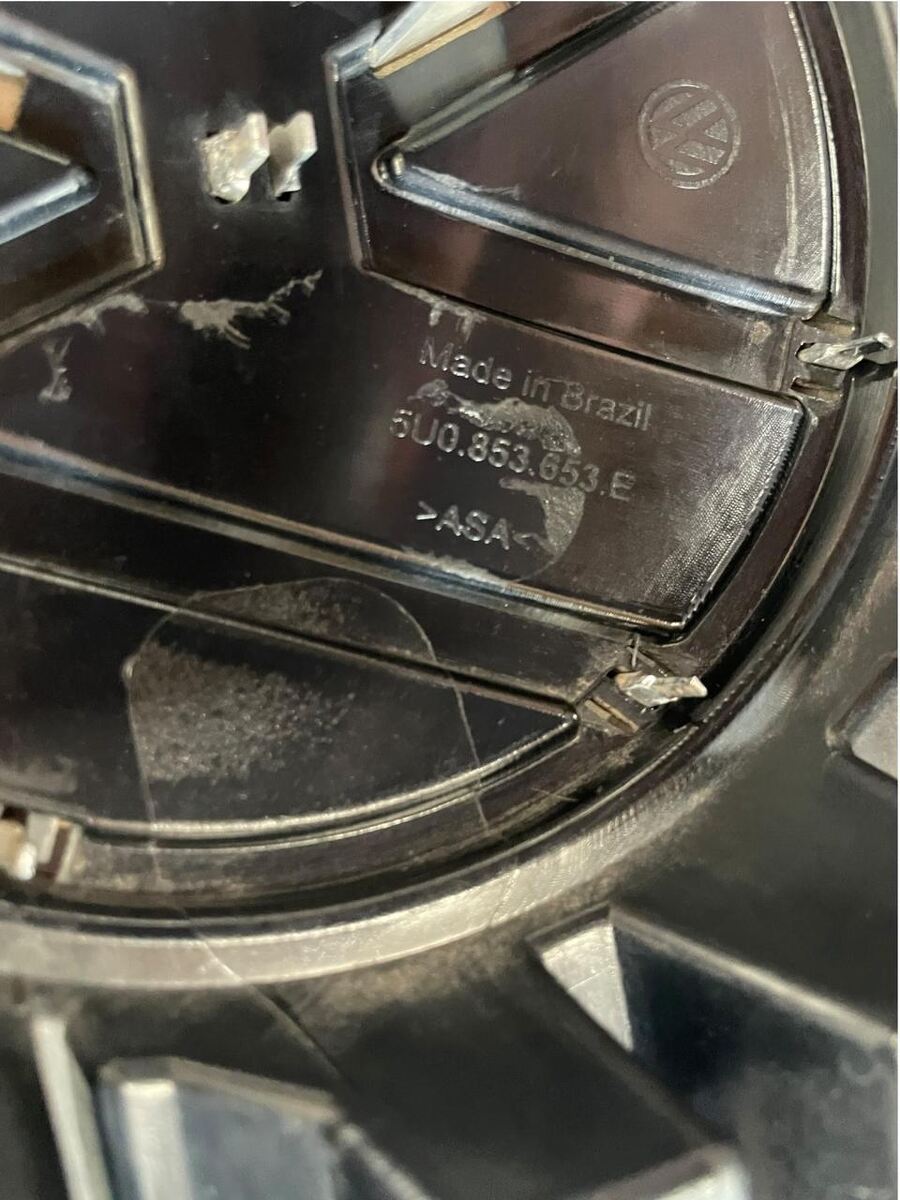 Made in Brazil
5U0.853.653.E
>ASA<